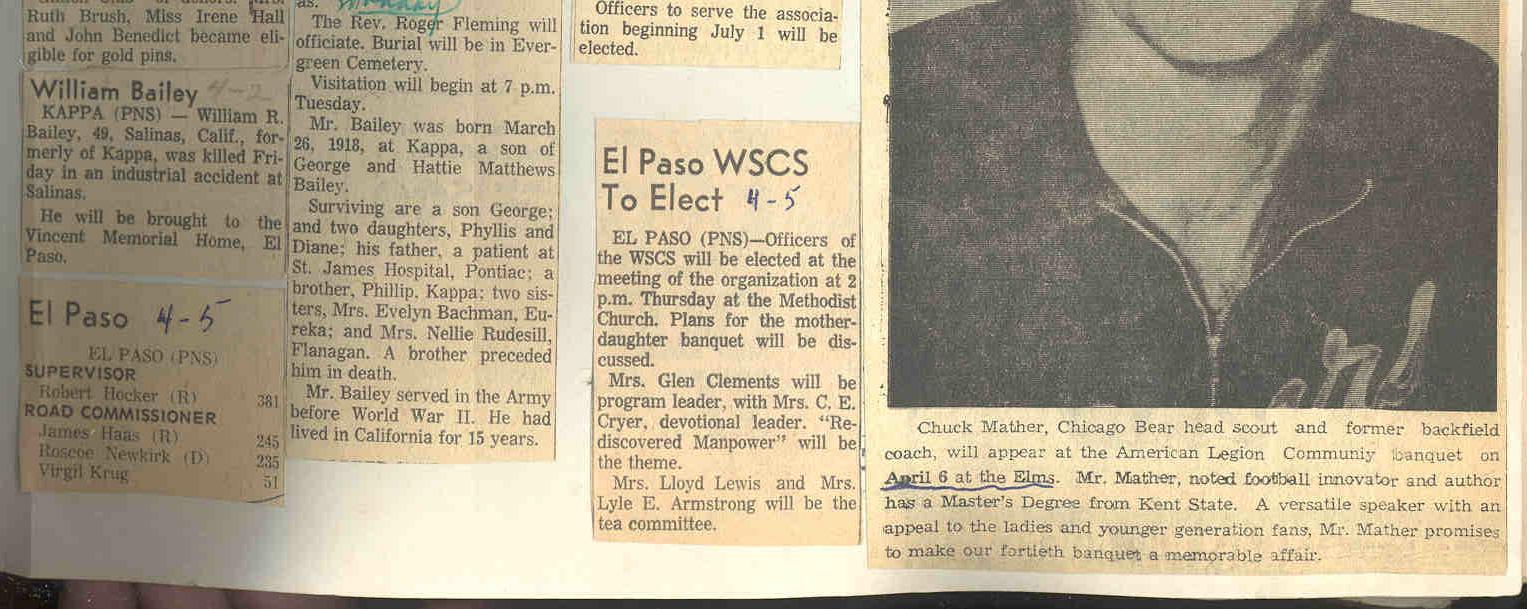 Ruth Brush, Miss Irene Hall
and John Benedict became eli-
gible for gold pins.
William Bailey 4-2
KAPPA (PNS) — William R.
Bailey, 49, Salinas, Calif., for-
merly of Kappa, was killed Fri-
day in an industrial accident at
Salinas.
He will be brought to the
Vincent Memorial Home, El
Paso.
El Paso 4-5
EL PASO (PNS)
SUPERVISOR
Robert Hocker (R) 381
ROAD COMMISSIONER
James Haas (R) 245
Roscoe Newkirk (D) 235
Virgil Krug 51
as. Monday
The Rev. Roger Fleming will
officiate. Burial will be in Ever-
green Cemetery.
Visitation will begin at 7 p.m.
Tuesday.
Mr. Bailey was born March
26, 1918, at Kappa, a son of
George and Hattie Matthews
Bailey.
Surviving are a son George;
and two daughters, Phyllis and
Diane; his father, a patient at
St. James Hospital, Pontiac; a
brother, Phillip, Kappa; two sis-
ters, Mrs. Evelyn Bachman, Eu-
reka; and Mrs. Nellie Rudesill,
Flanagan. A brother preceded
him in death.
Mr. Bailey served in the Army
before World War II. He had
lived in California for 15 years.
Officers to serve the associa-
tion beginning July 1 will be
elected.
El Paso WSCS
To Elect 4-5
EL PASO (PNS)—Officers of
the WSCS will be elected at the
meeting of the organization at 2
p.m. Thursday at the Methodist
Church. Plans for the mother-
daughter banquet will be dis-
cussed.
Mrs. Glen Clements will be
program leader, with Mrs. C. E.
Cryer, devotional leader. "Re-
discovered Manpower" will be
the theme.
Mrs. Lloyd Lewis and Mrs.
Lyle E. Armstrong will be the
tea committee.
Chuck Mather, Chicago Bear head scout and former backfield
coach, will appear at the American Legion Communiy banquet on
April 6 at the Elms. Mr. Mather, noted football innovator and author
has a Master's Degree from Kent State. A versatile speaker with an
appeal to the ladies and younger generation fans, Mr. Mather promises
to make our fortieth banquet a memorable affair.